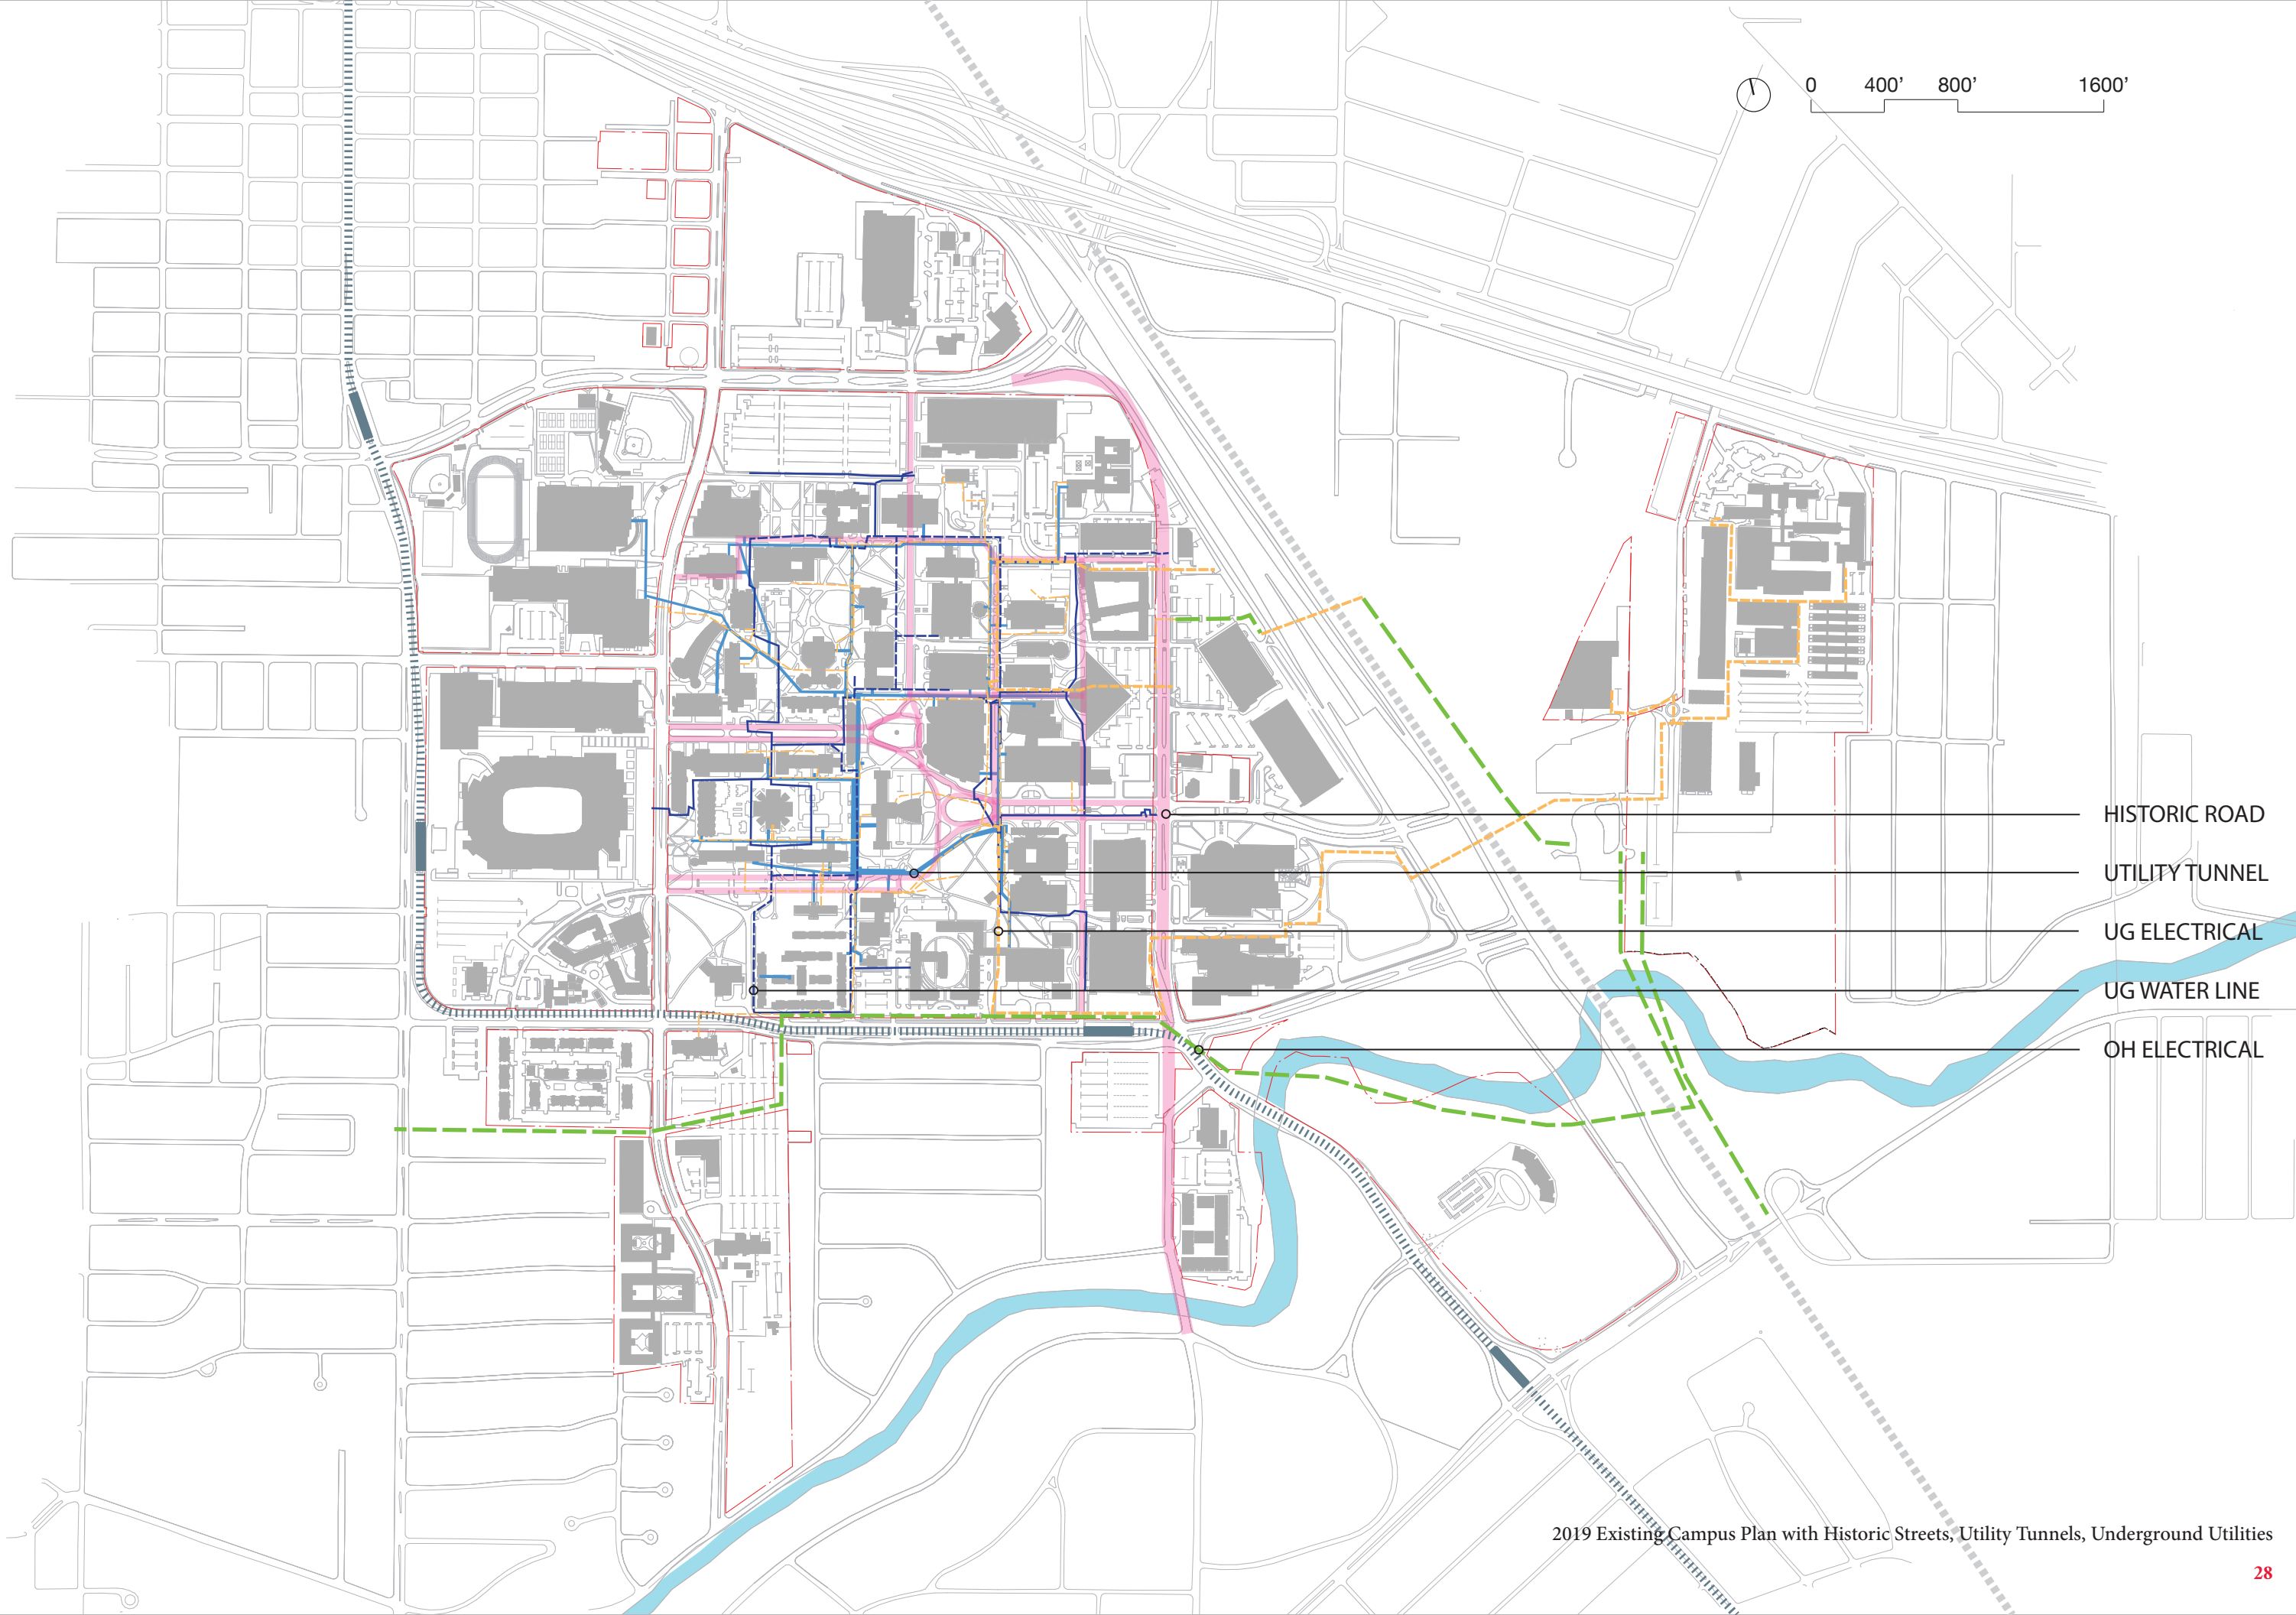 0 400’ 800’ 1600’
HISTORIC ROAD
UTILITY TUNNEL
UG ELECTRICAL
UG WATER LINE
OH ELECTRICAL
2019 Existing Campus Plan with Historic Streets, Utility Tunnels, Underground Utilities
28